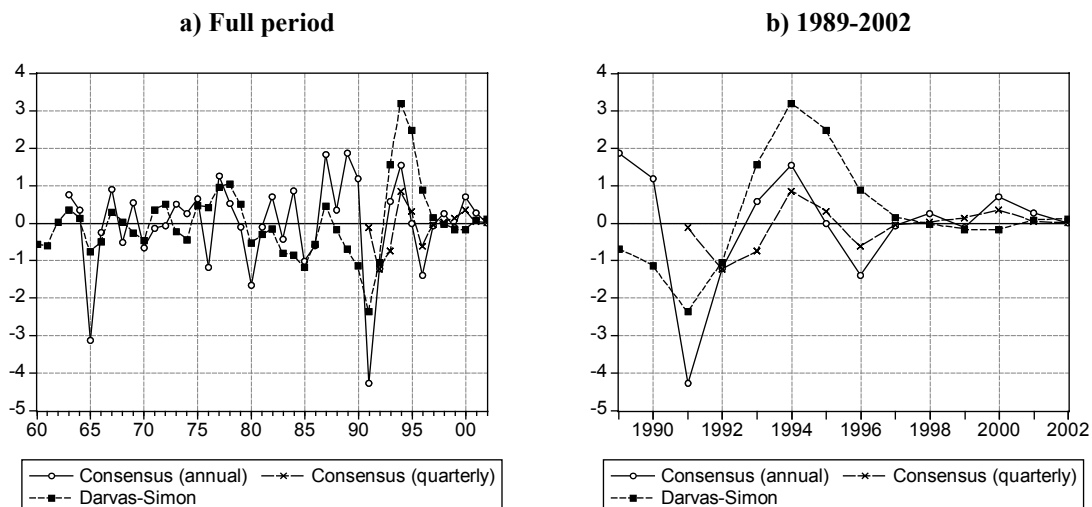 a) Full period
4
3
2
1
0
-1
-2
-3
-4
-5
60 65 70 75 80 85 90 95 00
Consensus (annual) Consensus (quarterly)
Darvas-Simon
b) 1989-2002
4
3
2
1
0
-1
-2
-3
-4
-5
1990 1992 1994 1996 1998 2000 2002
Consensus (annual) Consensus (quarterly)
Darvas-Simon